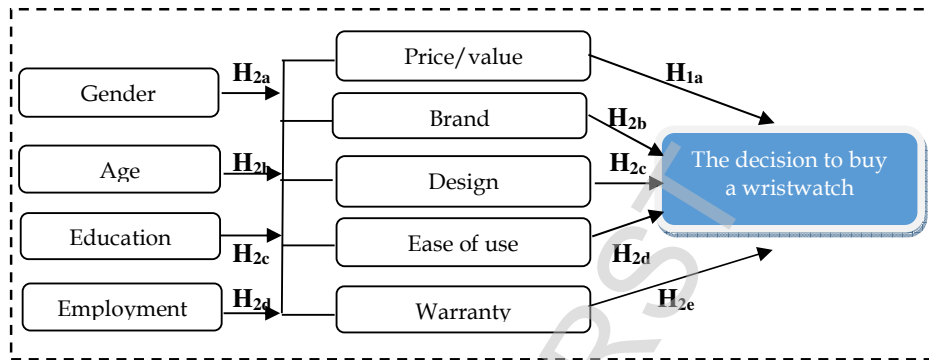 Price/value
H1a
H2a
Gender
Brand
H2b
The decision to buy
a wristwatch
Age
H2b
Design
H2c
Education
H2c
Ease of use
H2d
Employment
H2d
Warranty
H2e
RST